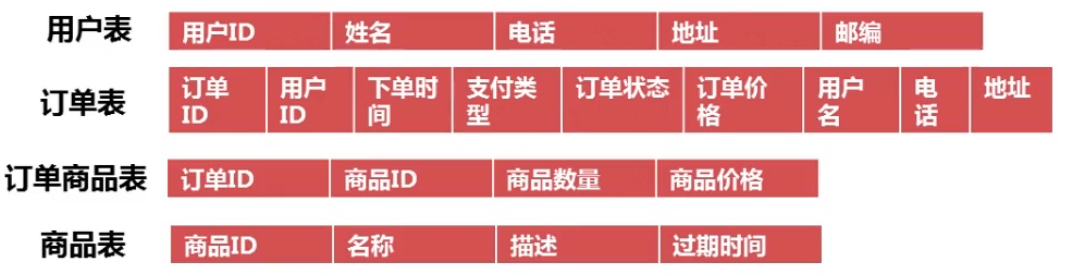 用户表 用户ID 姓名 电话 地址 邮编
订单表 订单ID 用户ID 下单时间 支付类型 订单状态 订单价格 用户名 电话 地址
订单商品表 订单ID 商品ID 商品数量 商品价格
商品表 商品ID 名称 描述 过期时间